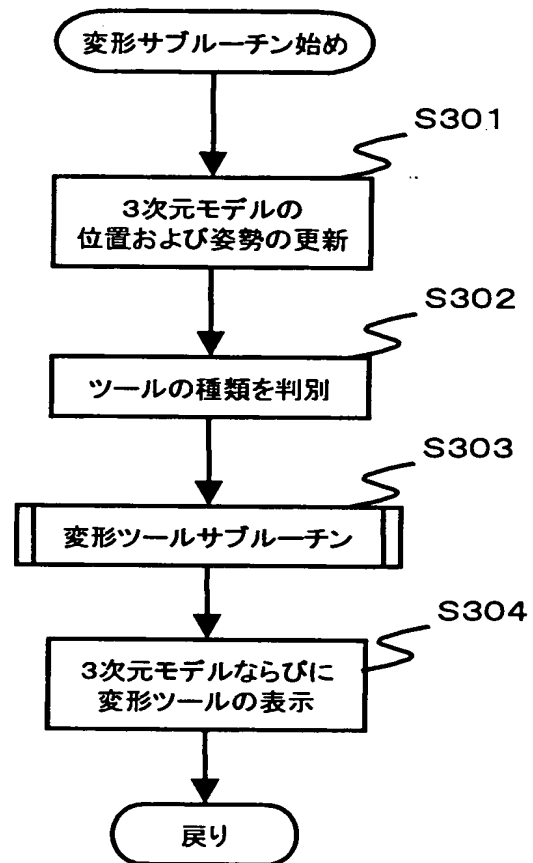 変形サブルーチン始め
S301
3次元モデルの
位置および姿勢の更新
S302
ツールの種類を判別
S303
変形ツールサブルーチン
S304
3次元モデルならびに
変形ツールの表示
戻り